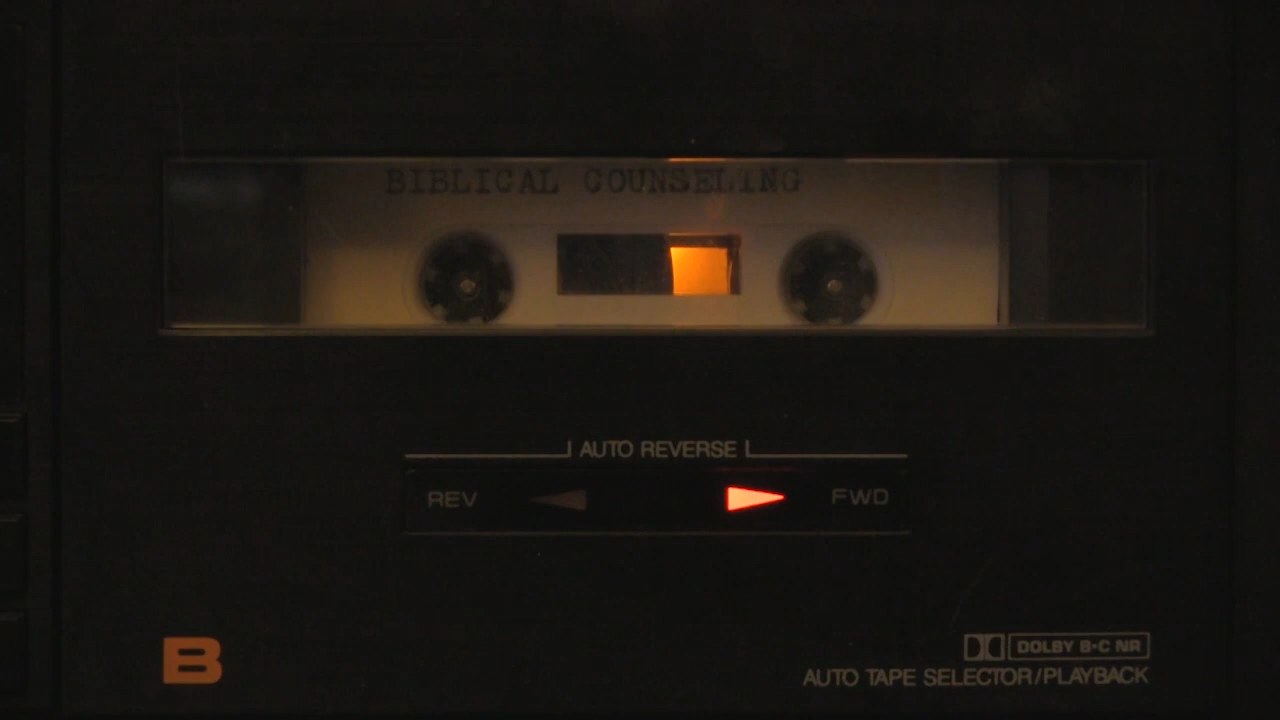 BIBLICAL COUNSELING
AUTO REVERSE
REV FWD
B
DOLBY B·C NR
AUTO TAPE SELECTOR/PLAYBACK